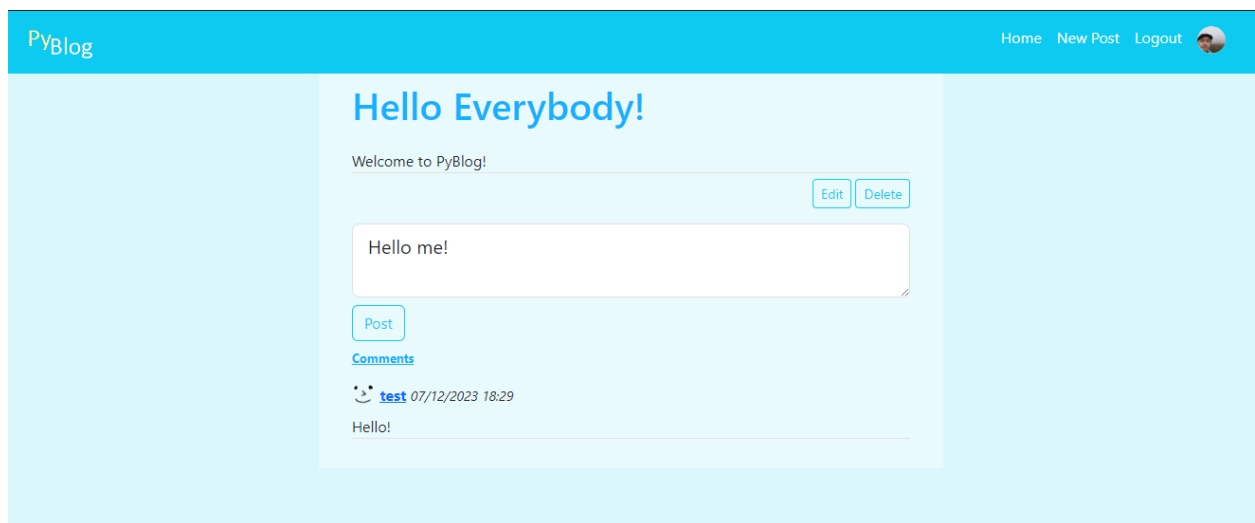 PyBlog
Home New Post Logout
Hello Everybody!
Welcome to PyBlog!
Edit Delete
Hello me!
Post
Comments
test 07/12/2023 18:29
Hello!